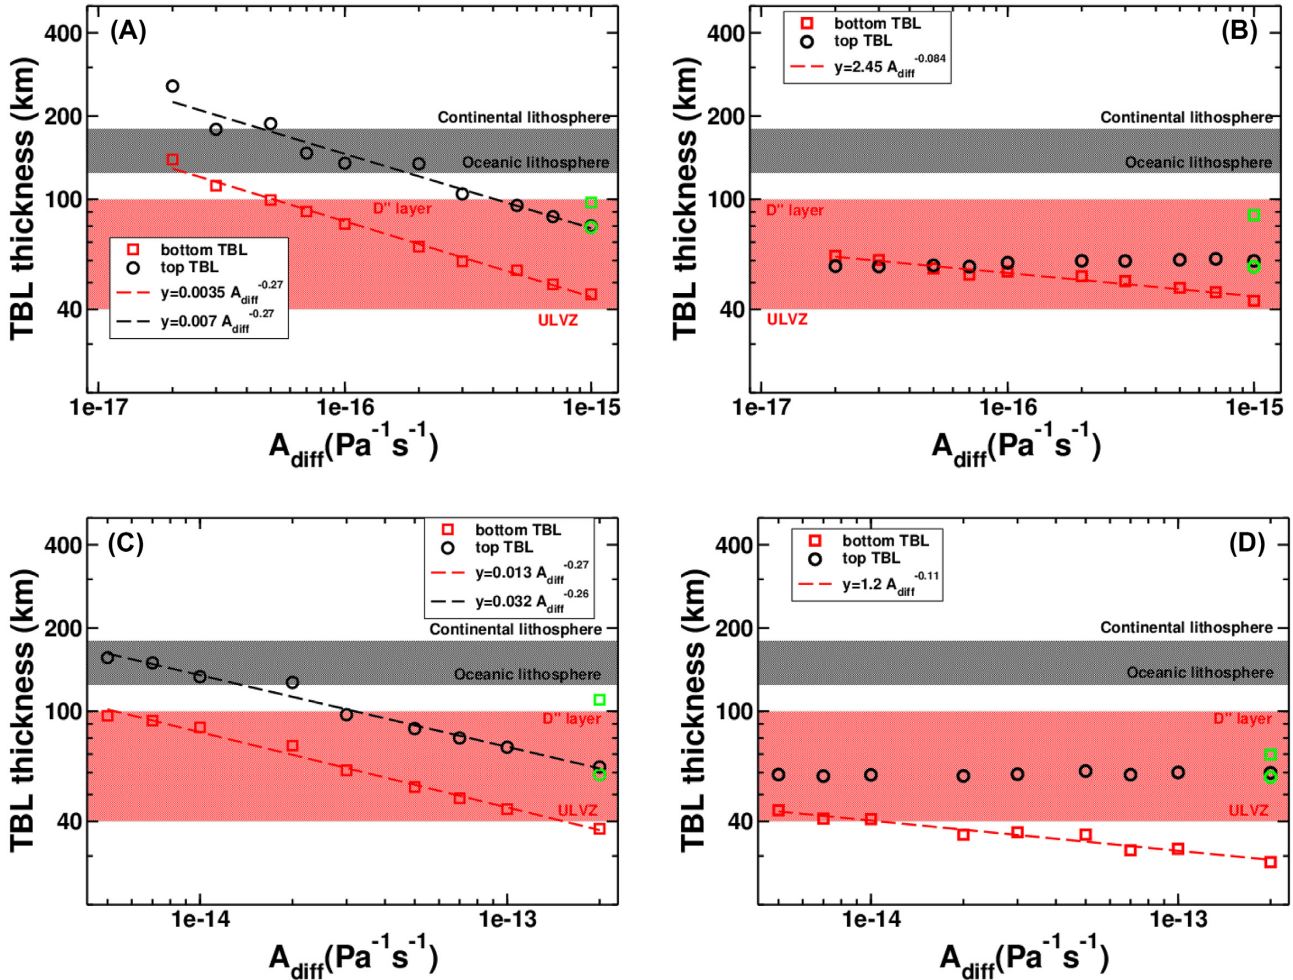 (A)
400
200
100
40
TBL thickness (km)
Continental lithosphere
Oceanic lithosphere
D" layer
bottom TBL
top TBL
y=0.0035 A_diff^-0.27
y=0.007 A_diff^-0.27
ULVZ
1e-17 1e-16 1e-15
A_diff(Pa^-1s^-1)
(B)
bottom TBL
top TBL
y=2.45 A_diff^-0.084
400
200
100
40
TBL thickness (km)
Continental lithosphere
Oceanic lithosphere
D" layer
ULVZ
1e-17 1e-16 1e-15
A_diff(Pa^-1s^-1)
(C)
bottom TBL
top TBL
y=0.013 A_diff^-0.27
y=0.032 A_diff^-0.26
400
200
100
40
TBL thickness (km)
Continental lithosphere
Oceanic lithosphere
D" layer
ULVZ
1e-14 1e-13
A_diff(Pa^-1s^-1)
(D)
bottom TBL
top TBL
y=1.2 A_diff^-0.11
400
200
100
40
TBL thickness (km)
Continental lithosphere
Oceanic lithosphere
D" layer
ULVZ
1e-14 1e-13
A_diff(Pa^-1s^-1)